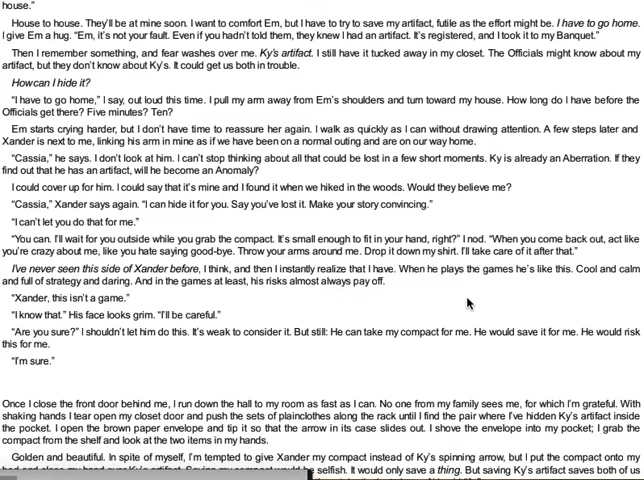 house."
House to house. They'll be at mine soon. I want to comfort Em, but I have to try to save my artifact, futile as the effort might be. I have to go home.
I give Em a hug. "Em, it's not your fault. Even if you hadn't told them, they knew I had an artifact. It's registered, and I took it to my Banquet."
Then I remember something, and fear washes over me. Ky's artifact. I still have it tucked away in my closet. The Officials might know about my
artifact, but they don't know about Ky's. It could get us both in trouble.
How can I hide it?
"I have to go home," I say, out loud this time. I pull my arm away from Em's shoulders and turn toward my house. How long do I have before the
Officials get there? Five minutes? Ten?
Em starts crying harder, but I don't have time to reassure her again. I walk as quickly as I can without drawing attention. A few steps later and
Xander is next to me, linking his arm in mine as if we have been on a normal outing and are on our way home.
"Cassia," he says. I don't look at him. I can't stop thinking about all that could be lost in a few short moments. Ky is already an Aberration. If they
find out that he has an artifact, will he become an Anomaly?
I could cover up for him. I could say that it's mine and I found it when we hiked in the woods. Would they believe me?
"Cassia," Xander says again. "I can hide it for you. Say you've lost it. Make your story convincing."
"I can't let you do that for me."
"You can. I'll wait for you outside while you grab the compact. It's small enough to fit in your hand, right?" I nod. "When you come back out, act like
you're crazy about me, like you hate saying good-bye. Throw your arms around me. Drop it down my shirt. I'll take care of it after that."
I've never seen this side of Xander before, I think, and then I instantly realize that I have. When he plays the games he's like this. Cool and calm
and full of strategy and daring. And in the games at least, his risks almost always pay off.
"Xander, this isn't a game."
"I know that." His face looks grim. "I'll be careful."
"Are you sure?" I shouldn't let him do this. It's weak to consider it. But still: He can take my compact for me. He would save it for me. He would risk
this for me.
"I'm sure."
Once I close the front door behind me, I run down the hall to my room as fast as I can. No one from my family sees me, for which I'm grateful. With
shaking hands I tear open my closet door and push the sets of plainclothes along the rack until I find the pair where I've hidden Ky's artifact inside
the pocket. I open the brown paper envelope and tip it so that the arrow in its case slides out. I shove the envelope into my pocket; I grab the
compact from the shelf and look at the two items in my hands.
Golden and beautiful. In spite of myself, I'm tempted to give Xander my compact instead of Ky's spinning arrow, but I put the compact onto my
be selfish. It would only save a thing. But saving Ky's artifact saves both of us